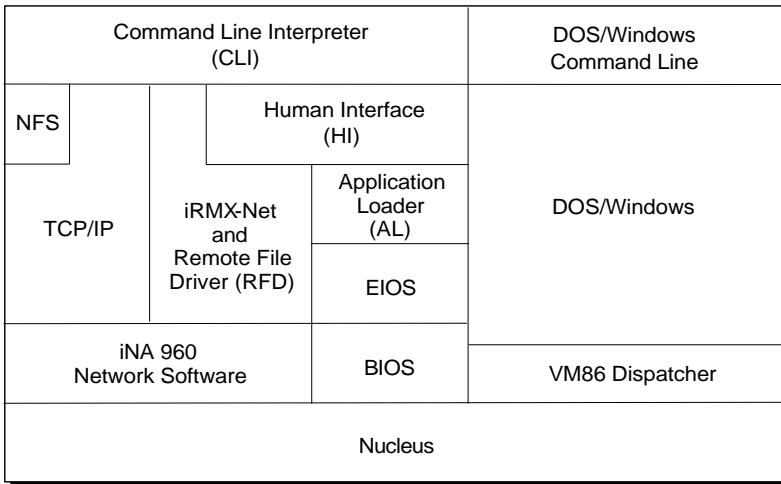 Command Line Interpreter
(CLI)
DOS/Windows
Command Line
NFS
Human Interface
(HI)
TCP/IP
iRMX-Net
and
Remote File
Driver (RFD)
Application
Loader
(AL)
DOS/Windows
EIOS
iNA 960
Network Software
BIOS
VM86 Dispatcher
Nucleus